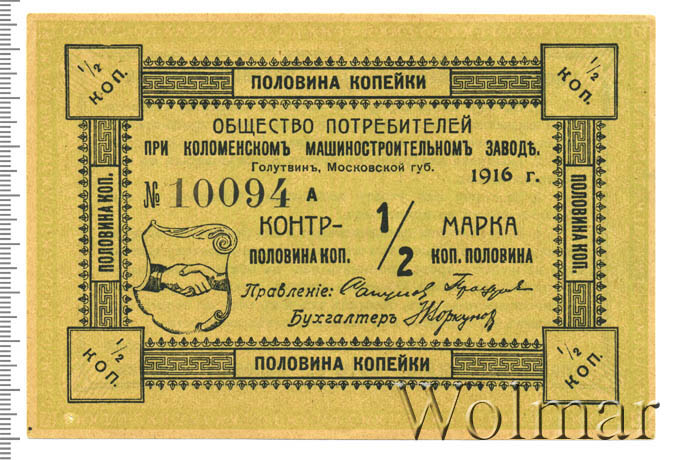 1/2 КОП.
1/2 КОП.
ПОЛОВИНА КОПЕЙКИ
ОБЩЕСТВО ПОТРЕБИТЕЛЕЙ
ПРИ КОЛОМЕНСКОМЪ МАШИНОСТРОИТЕЛЬНОМЪ ЗАВОДѢ.
Голутвинъ, Московской губ.
1916 г.
№ 10094 А
КОНТР- 1/2 МАРКА
ПОЛОВИНА КОП. КОП. ПОЛОВИНА
Правленіе:
Бухгалтеръ
ПОЛОВИНА КОП.
ПОЛОВИНА КОП.
ПОЛОВИНА КОПЕЙКИ
1/2 КОП.
1/2 КОП.
Wolmar